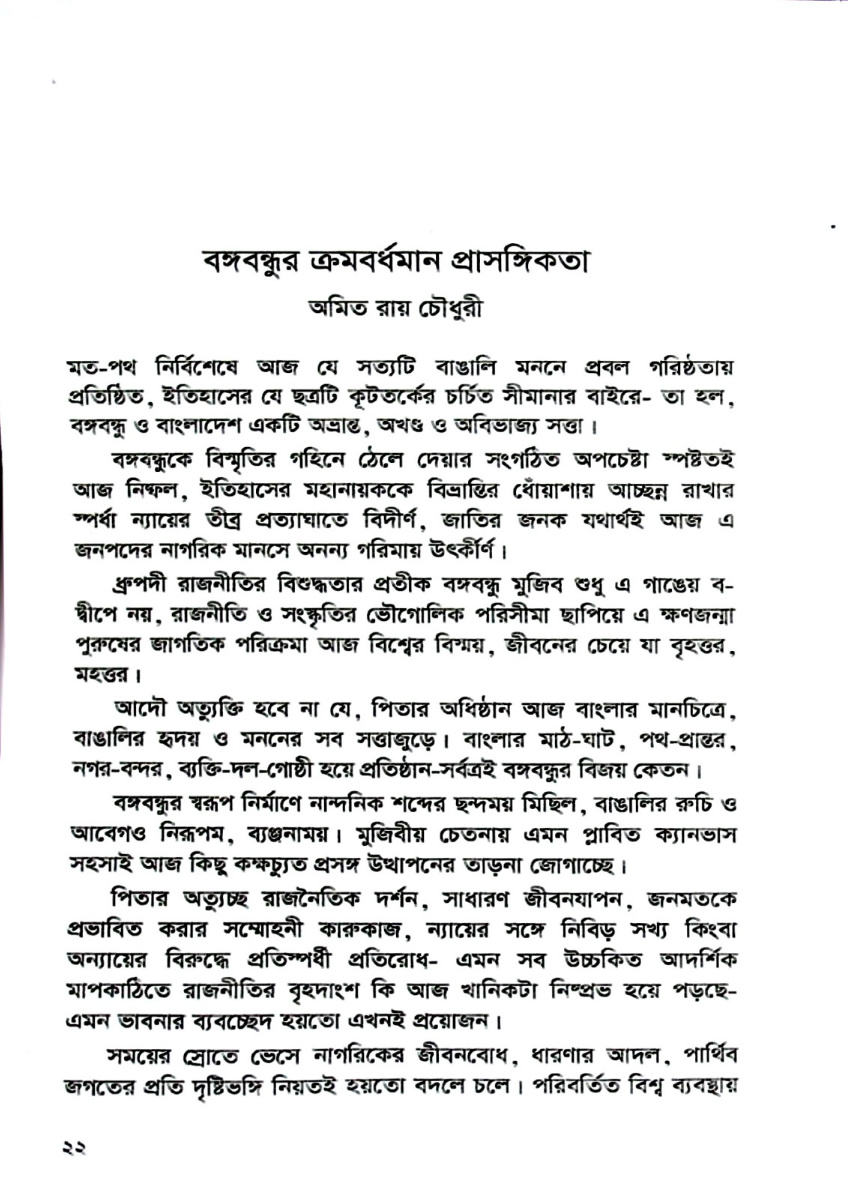 বঙ্গবন্ধুর ক্রমবর্ধমান প্রাসঙ্গিকতা
অমিত রায় চৌধুরী
মত-পথ নির্বিশেষে আজ যে সত্যটি বাঙালি মননে প্রবল গরিষ্ঠতায়
প্রতিষ্ঠিত, ইতিহাসের যে ছত্রটি কূটতর্কের চর্চিত সীমানার বাইরে- তা হল,
বঙ্গবন্ধু ও বাংলাদেশ একটি অভ্রান্ত, অখণ্ড ও অবিভাজ্য সত্তা।
বঙ্গবন্ধুকে বিস্মৃতির গহিনে ঠেলে দেয়ার সংগঠিত অপচেষ্টা স্পষ্টতই
আজ নিষ্ফল, ইতিহাসের মহানায়ককে বিভ্রান্তির ধোঁয়াশায় আচ্ছন্ন রাখার
স্পর্ধা ন্যায়ের তীব্র প্রত্যাঘাতে বিদীর্ণ, জাতির জনক যথার্থই আজ এ
জনপদের নাগরিক মানসে অনন্য গরিমায় উৎকীর্ণ।
ধ্রুপদী রাজনীতির বিশুদ্ধতার প্রতীক বঙ্গবন্ধু মুজিব শুধু এ গাঙেয় ব-
দ্বীপে নয়, রাজনীতি ও সংস্কৃতির ভৌগোলিক পরিসীমা ছাপিয়ে এ ক্ষণজন্মা
পুরুষের জাগতিক পরিক্রমা আজ বিশ্বের বিস্ময়, জীবনের চেয়ে যা বৃহত্তর,
মহত্তর।
আদৌ অত্যুক্তি হবে না যে, পিতার অধিষ্ঠান আজ বাংলার মানচিত্রে,
বাঙালির হৃদয় ও মননের সব সত্তাজুড়ে। বাংলার মাঠ-ঘাট, পথ-প্রান্তর,
নগর-বন্দর, ব্যক্তি-দল-গোষ্ঠী হয়ে প্রতিষ্ঠান-সর্বত্রই বঙ্গবন্ধুর বিজয় কেতন।
বঙ্গবন্ধুর স্বরূপ নির্মাণে নান্দনিক শব্দের ছন্দময় মিছিল, বাঙালির রুচি ও
আবেগও নিরূপম, ব্যঞ্জনাময়। মুজিবীয় চেতনায় এমন প্লাবিত ক্যানভাস
সহসাই আজ কিছু কক্ষচ্যুত প্রসঙ্গ উত্থাপনের তাড়না জোগাচ্ছে।
পিতার অত্যুচ্ছ রাজনৈতিক দর্শন, সাধারণ জীবনযাপন, জনমতকে
প্রভাবিত করার সম্মোহনী কারুকাজ, ন্যায়ের সঙ্গে নিবিড় সখ্য কিংবা
অন্যায়ের বিরুদ্ধে প্রতিস্পর্ধী প্রতিরোধ- এমন সব উচ্চকিত আদর্শিক
মাপকাঠিতে রাজনীতির বৃহদাংশ কি আজ খানিকটা নিষ্প্রভ হয়ে পড়ছে-
এমন ভাবনার ব্যবচ্ছেদ হয়তো এখনই প্রয়োজন।
সময়ের স্রোতে ভেসে নাগরিকের জীবনবোধ, ধারণার আদল, পার্থিব
জগতের প্রতি দৃষ্টিভঙ্গি নিয়তই হয়তো বদলে চলে। পরিবর্তিত বিশ্ব ব্যবস্থায়
২২